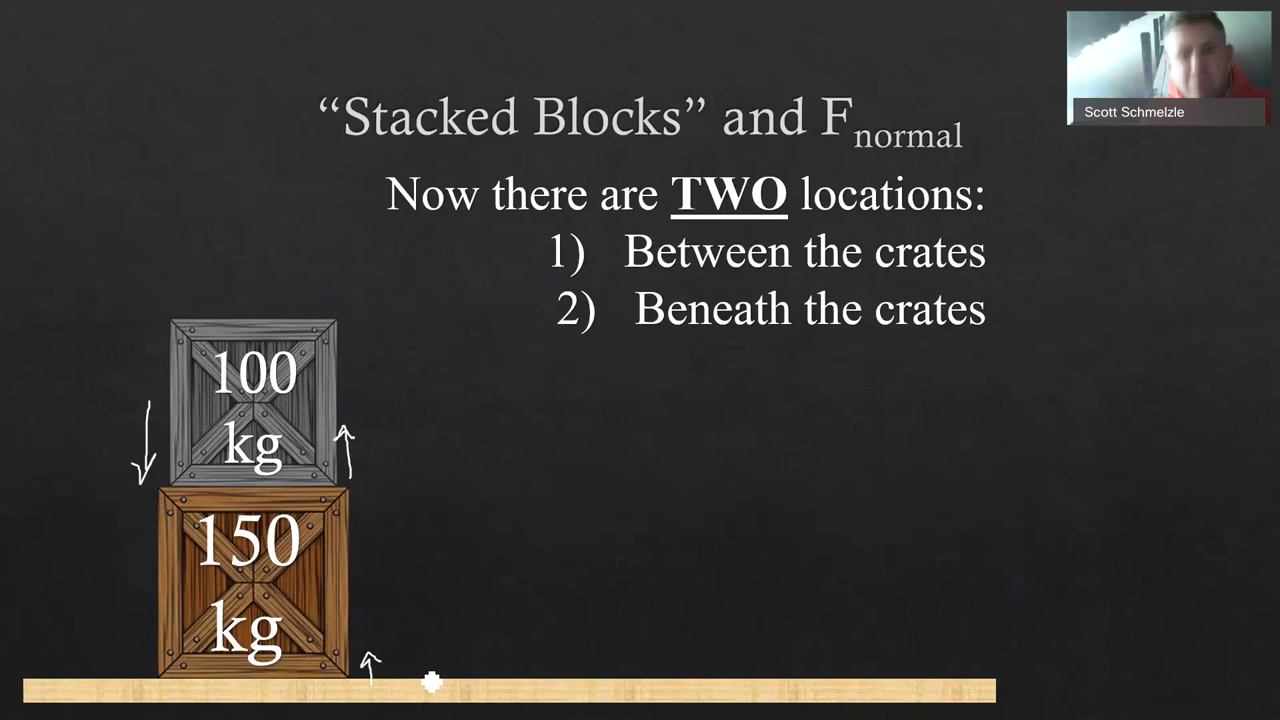 Scott Schmelzle
“Stacked Blocks” and Fnormal
Now there are TWO locations:
1) Between the crates
2) Beneath the crates
100
kg
150
kg